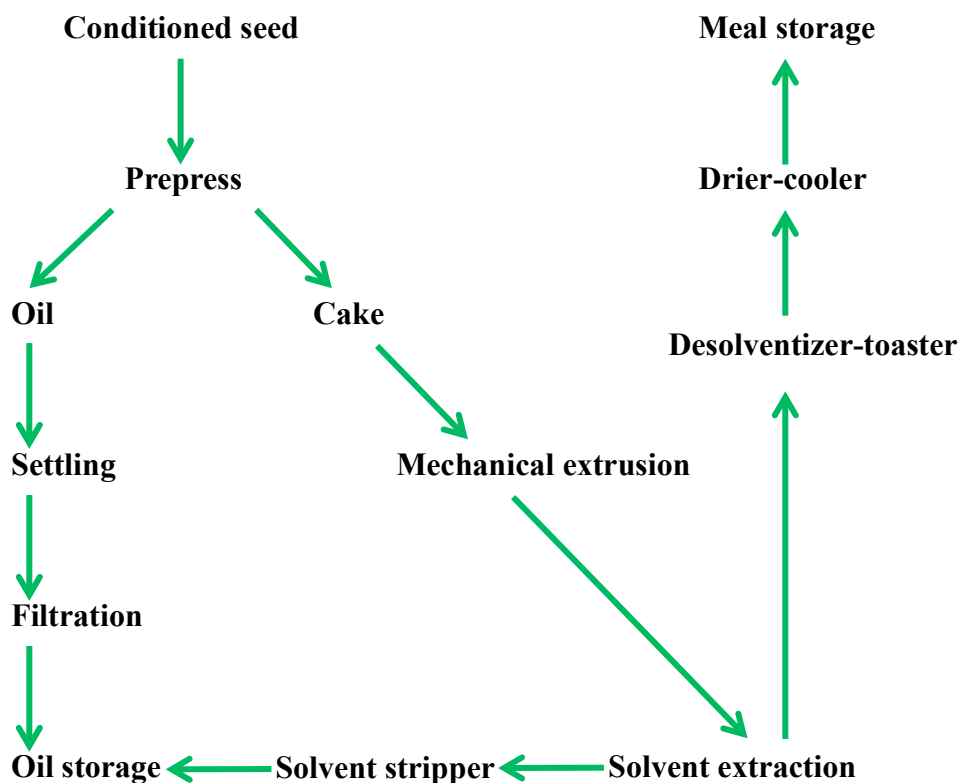 Conditioned seed
Meal storage
Prepress
Drier-cooler
Oil
Cake
Desolventizer-toaster
Settling
Mechanical extrusion
Filtration
Oil storage
Solvent stripper
Solvent extraction